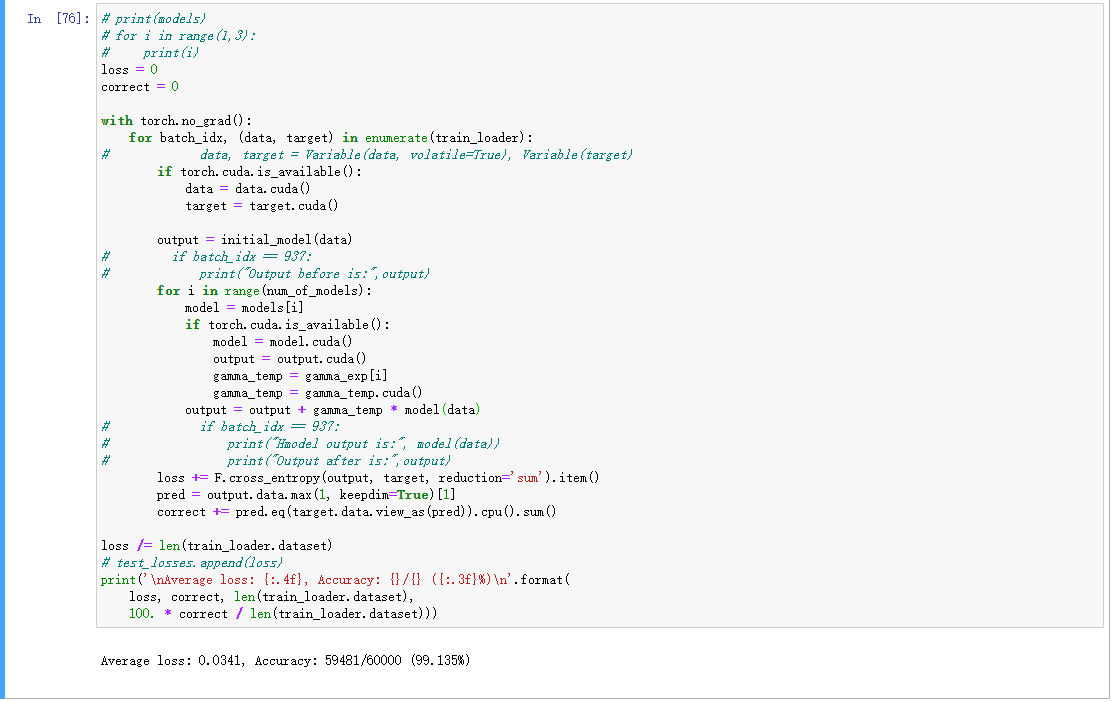 In [76]: # print(models)
# for i in range(1,3):
#     print(i)
loss = 0
correct = 0

with torch.no_grad():
    for batch_idx, (data, target) in enumerate(train_loader):
#             data, target = Variable(data, volatile=True), Variable(target)
        if torch.cuda.is_available():
            data = data.cuda()
            target = target.cuda()

        output = initial_model(data)
#         if batch_idx == 937:
#             print("Output before is:",output)
        for i in range(num_of_models):
            model = models[i]
            if torch.cuda.is_available():
                model = model.cuda()
                output = output.cuda()
                gamma_temp = gamma_exp[i]
                gamma_temp = gamma_temp.cuda()
            output = output + gamma_temp * model(data)
#             if batch_idx == 937:
#                 print("Hmodel output is:", model(data))
#                 print("Output after is:",output)
        loss += F.cross_entropy(output, target, reduction='sum').item()
        pred = output.data.max(1, keepdim=True)[1]
        correct += pred.eq(target.data.view_as(pred)).cpu().sum()

loss /= len(train_loader.dataset)
# test_losses.append(loss)
print('\nAverage loss: {:.4f}, Accuracy: {}/{} ({:.3f}%)\n'.format(
    loss, correct, len(train_loader.dataset),
    100. * correct / len(train_loader.dataset)))

Average loss: 0.0341, Accuracy: 59481/60000 (99.135%)